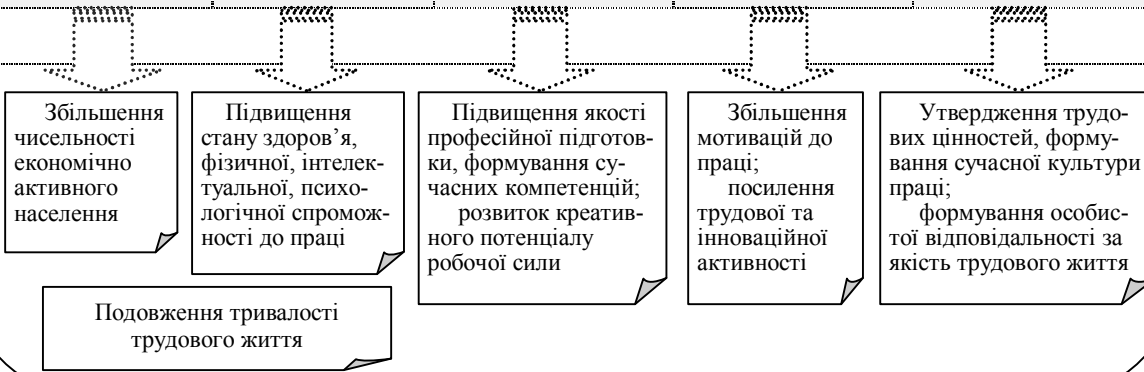 Збільшення
чисельності
економічно
активного
населення
Підвищення
стану здоров’я,
фізичної, інтелек-
туальної, психо-
логічної спромож-
ності до праці
Підвищення якості
професійної підготов-
ки, формування су-
часних компетенцій;
розвиток креатив-
ного потенціалу
робочої сили
Збільшення
мотивацій до
праці;
посилення
трудової та
інноваційної
активності
Утвердження трудо-
вих цінностей, форму-
вання сучасної культури
праці;
формування особис-
тої відповідальності за
якість трудового життя
Подовження тривалості
трудового життя